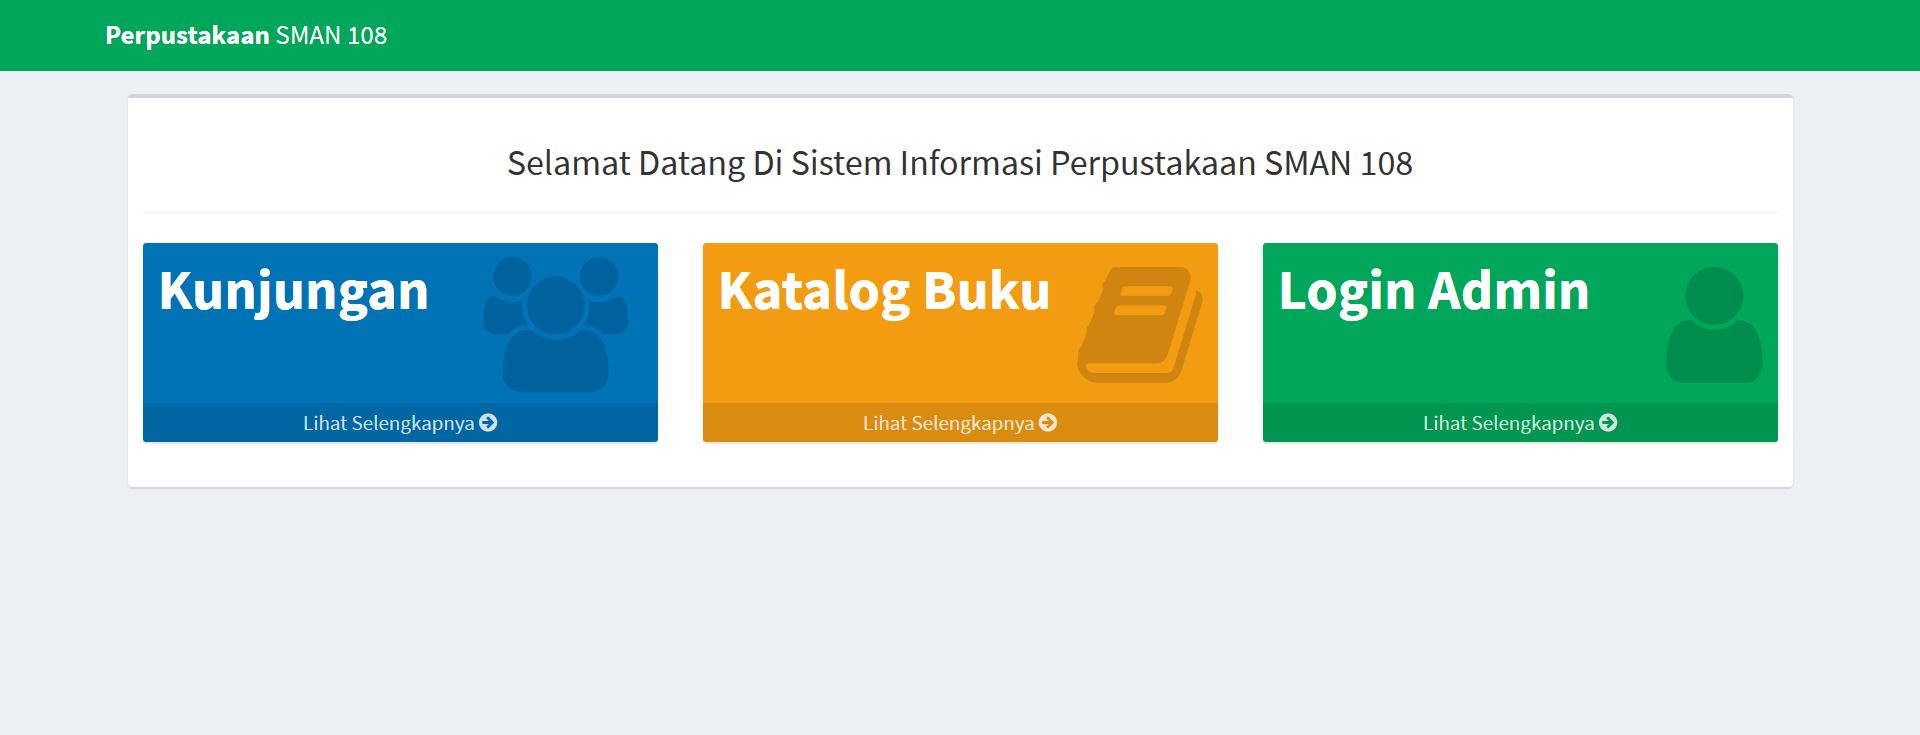 Perpustakaan SMAN 108
Selamat Datang Di Sistem Informasi Perpustakaan SMAN 108
Kunjungan
Lihat Selengkapnya
Katalog Buku
Lihat Selengkapnya
Login Admin
Lihat Selengkapnya